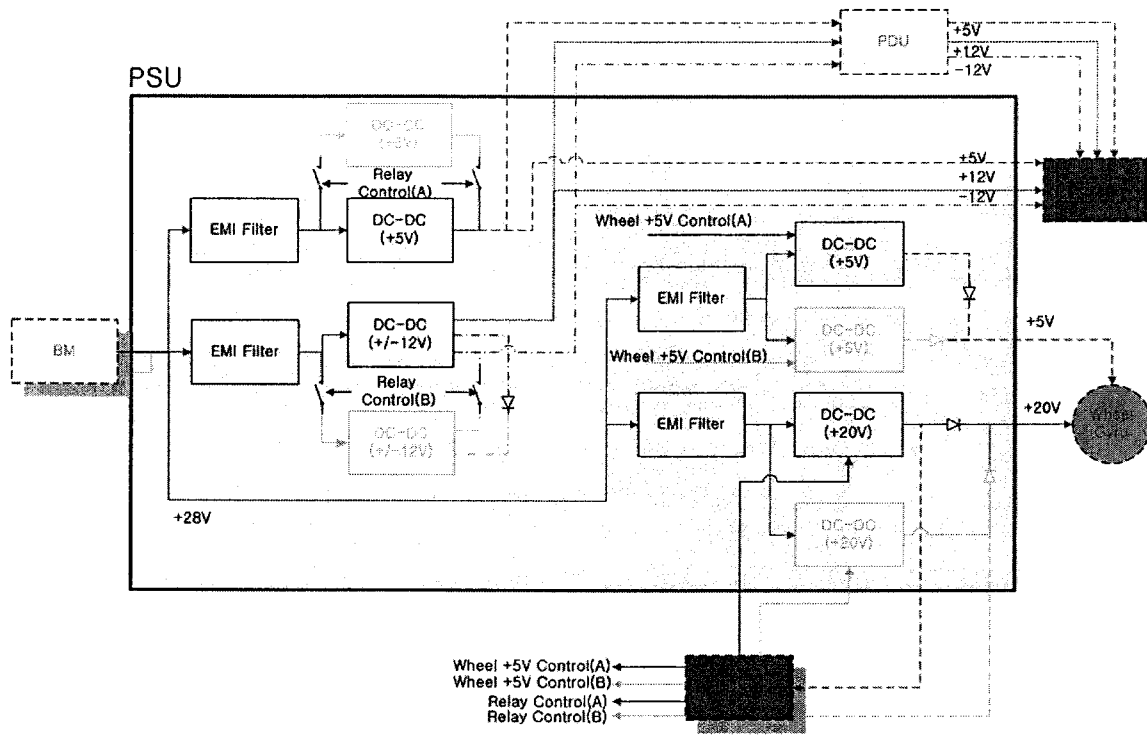 PDU
+5V
+12V
-12V
PSU
DC-DC
(+5V)
Relay
Control(A)
+5V
+12V
-12V
EMI Filter
DC-DC
(+5V)
Wheel +5V Control(A)
DC-DC
(+5V)
EMI Filter
BM
EMI Filter
DC-DC
(+/-12V)
DC-DC
(+5V)
+5V
Wheel +5V Control(B)
Relay
Control(B)
DC-DC
(+/-12V)
EMI Filter
DC-DC
(+20V)
+20V
+28V
DC-DC
(+20V)
Wheel +5V Control(A)
Wheel +5V Control(B)
Relay Control(A)
Relay Control(B)